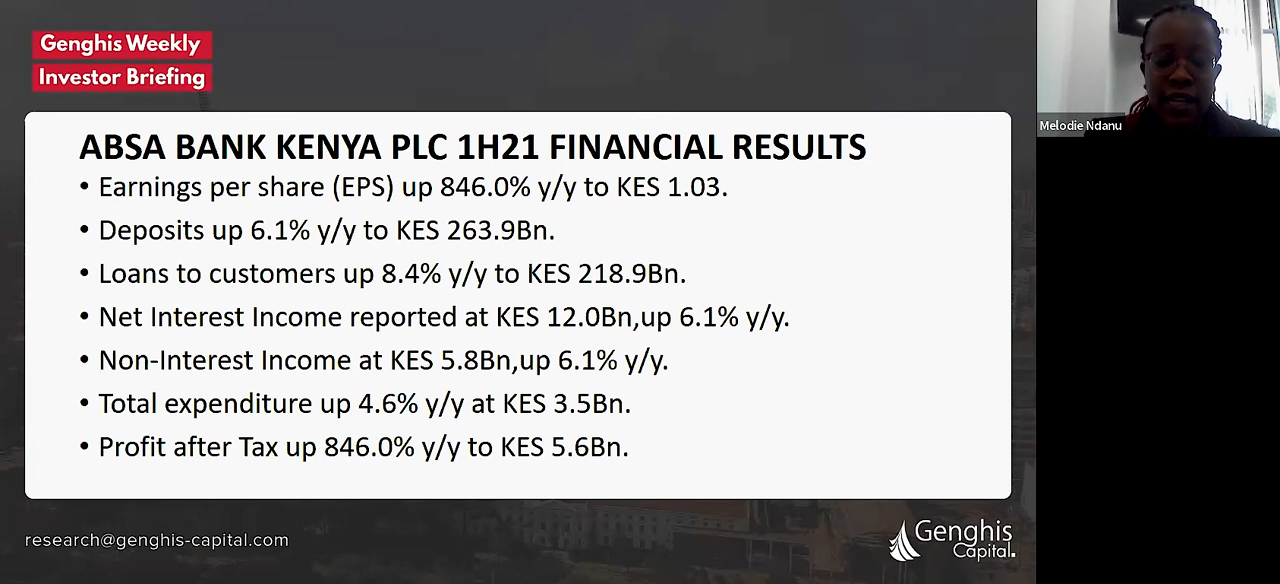 Genghis Weekly
Investor Briefing
Melodie Ndanu
ABSA BANK KENYA PLC 1H21 FINANCIAL RESULTS
• Earnings per share (EPS) up 846.0% y/y to KES 1.03.
• Deposits up 6.1% y/y to KES 263.9Bn.
• Loans to customers up 8.4% y/y to KES 218.9Bn.
• Net Interest Income reported at KES 12.0Bn,up 6.1% y/y.
• Non-Interest Income at KES 5.8Bn,up 6.1% y/y.
• Total expenditure up 4.6% y/y at KES 3.5Bn.
• Profit after Tax up 846.0% y/y to KES 5.6Bn.
research@genghis-capital.com
Genghis
Capital.